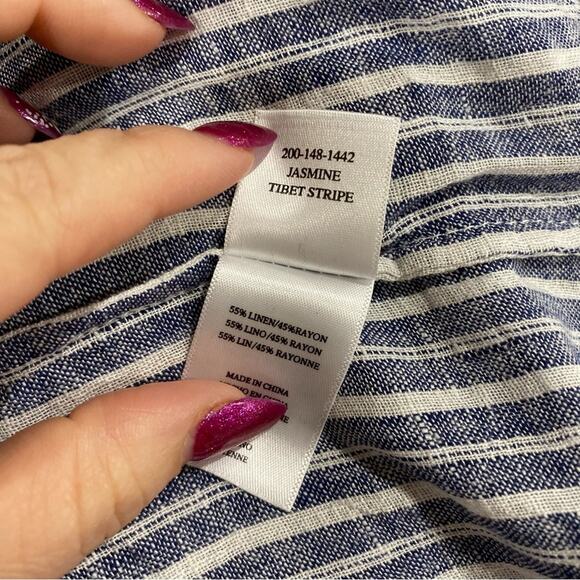 200-148-1442
JASMINE
TIBET STRIPE
55% LINEN/45%RAYON
55% LINO/45% RAYON
55% LIN/45% RAYONNE
MADE IN CHINA
EN